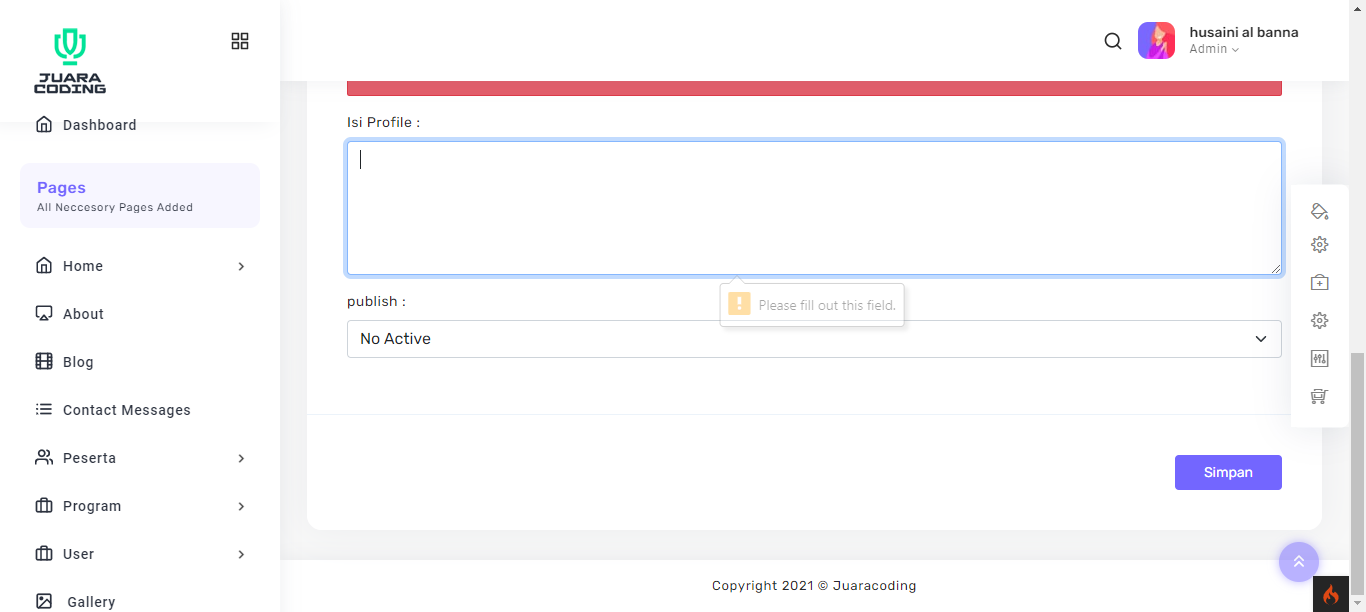 JUARA
CODING
husaini al banna
Admin
Dashboard
Pages
All Neccesory Pages Added
Home
About
Blog
Contact Messages
Peserta
Program
User
Gallery
Isi Profile :
Please fill out this field.
publish :
No Active
Simpan
Copyright 2021 © Juaracoding